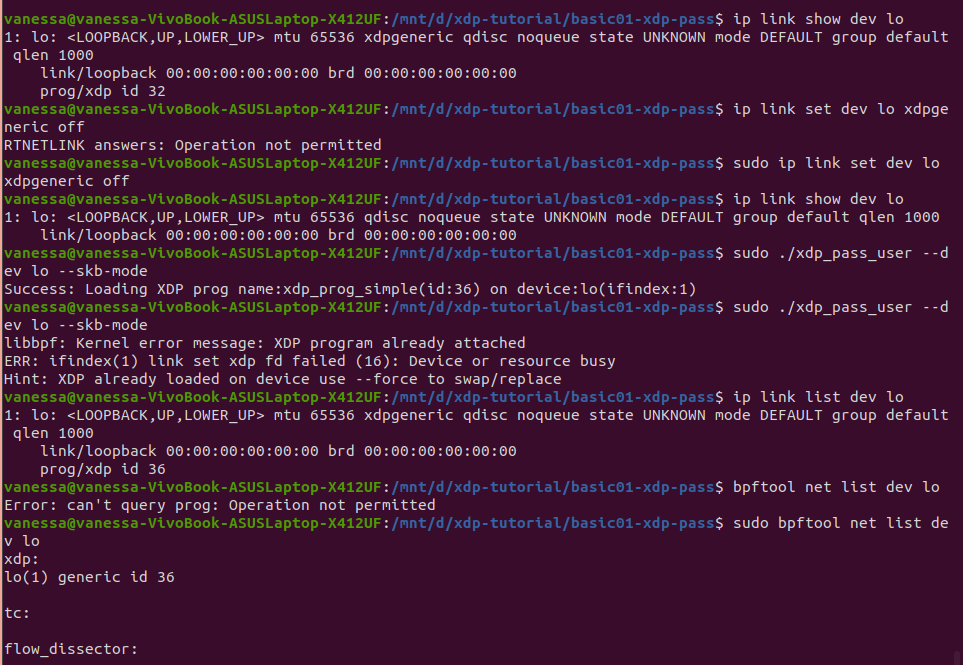 vanessa@vanessa-VivoBook-ASUSLaptop-X412UF:/mnt/d/xdp-tutorial/basic01-xdp-pass$ ip link show dev lo
1: lo: <LOOPBACK,UP,LOWER_UP> mtu 65536 xdpgeneric qdisc noqueue state UNKNOWN mode DEFAULT group default
 qlen 1000
    link/loopback 00:00:00:00:00:00 brd 00:00:00:00:00:00
    prog/xdp id 32
vanessa@vanessa-VivoBook-ASUSLaptop-X412UF:/mnt/d/xdp-tutorial/basic01-xdp-pass$ ip link set dev lo xdpge
neric off
RTNETLINK answers: Operation not permitted
vanessa@vanessa-VivoBook-ASUSLaptop-X412UF:/mnt/d/xdp-tutorial/basic01-xdp-pass$ sudo ip link set dev lo
xdpgeneric off
vanessa@vanessa-VivoBook-ASUSLaptop-X412UF:/mnt/d/xdp-tutorial/basic01-xdp-pass$ ip link show dev lo
1: lo: <LOOPBACK,UP,LOWER_UP> mtu 65536 qdisc noqueue state UNKNOWN mode DEFAULT group default qlen 1000
    link/loopback 00:00:00:00:00:00 brd 00:00:00:00:00:00
vanessa@vanessa-VivoBook-ASUSLaptop-X412UF:/mnt/d/xdp-tutorial/basic01-xdp-pass$ sudo ./xdp_pass_user --d
ev lo --skb-mode
Success: Loading XDP prog name:xdp_prog_simple(id:36) on device:lo(ifindex:1)
vanessa@vanessa-VivoBook-ASUSLaptop-X412UF:/mnt/d/xdp-tutorial/basic01-xdp-pass$ sudo ./xdp_pass_user --d
ev lo --skb-mode
libbpf: Kernel error message: XDP program already attached
ERR: ifindex(1) link set xdp fd failed (16): Device or resource busy
Hint: XDP already loaded on device use --force to swap/replace
vanessa@vanessa-VivoBook-ASUSLaptop-X412UF:/mnt/d/xdp-tutorial/basic01-xdp-pass$ ip link list dev lo
1: lo: <LOOPBACK,UP,LOWER_UP> mtu 65536 xdpgeneric qdisc noqueue state UNKNOWN mode DEFAULT group default
 qlen 1000
    link/loopback 00:00:00:00:00:00 brd 00:00:00:00:00:00
    prog/xdp id 36
vanessa@vanessa-VivoBook-ASUSLaptop-X412UF:/mnt/d/xdp-tutorial/basic01-xdp-pass$ bpftool net list dev lo
Error: can't query prog: Operation not permitted
vanessa@vanessa-VivoBook-ASUSLaptop-X412UF:/mnt/d/xdp-tutorial/basic01-xdp-pass$ sudo bpftool net list de
v lo
xdp:
lo(1) generic id 36

tc:

flow_dissector: